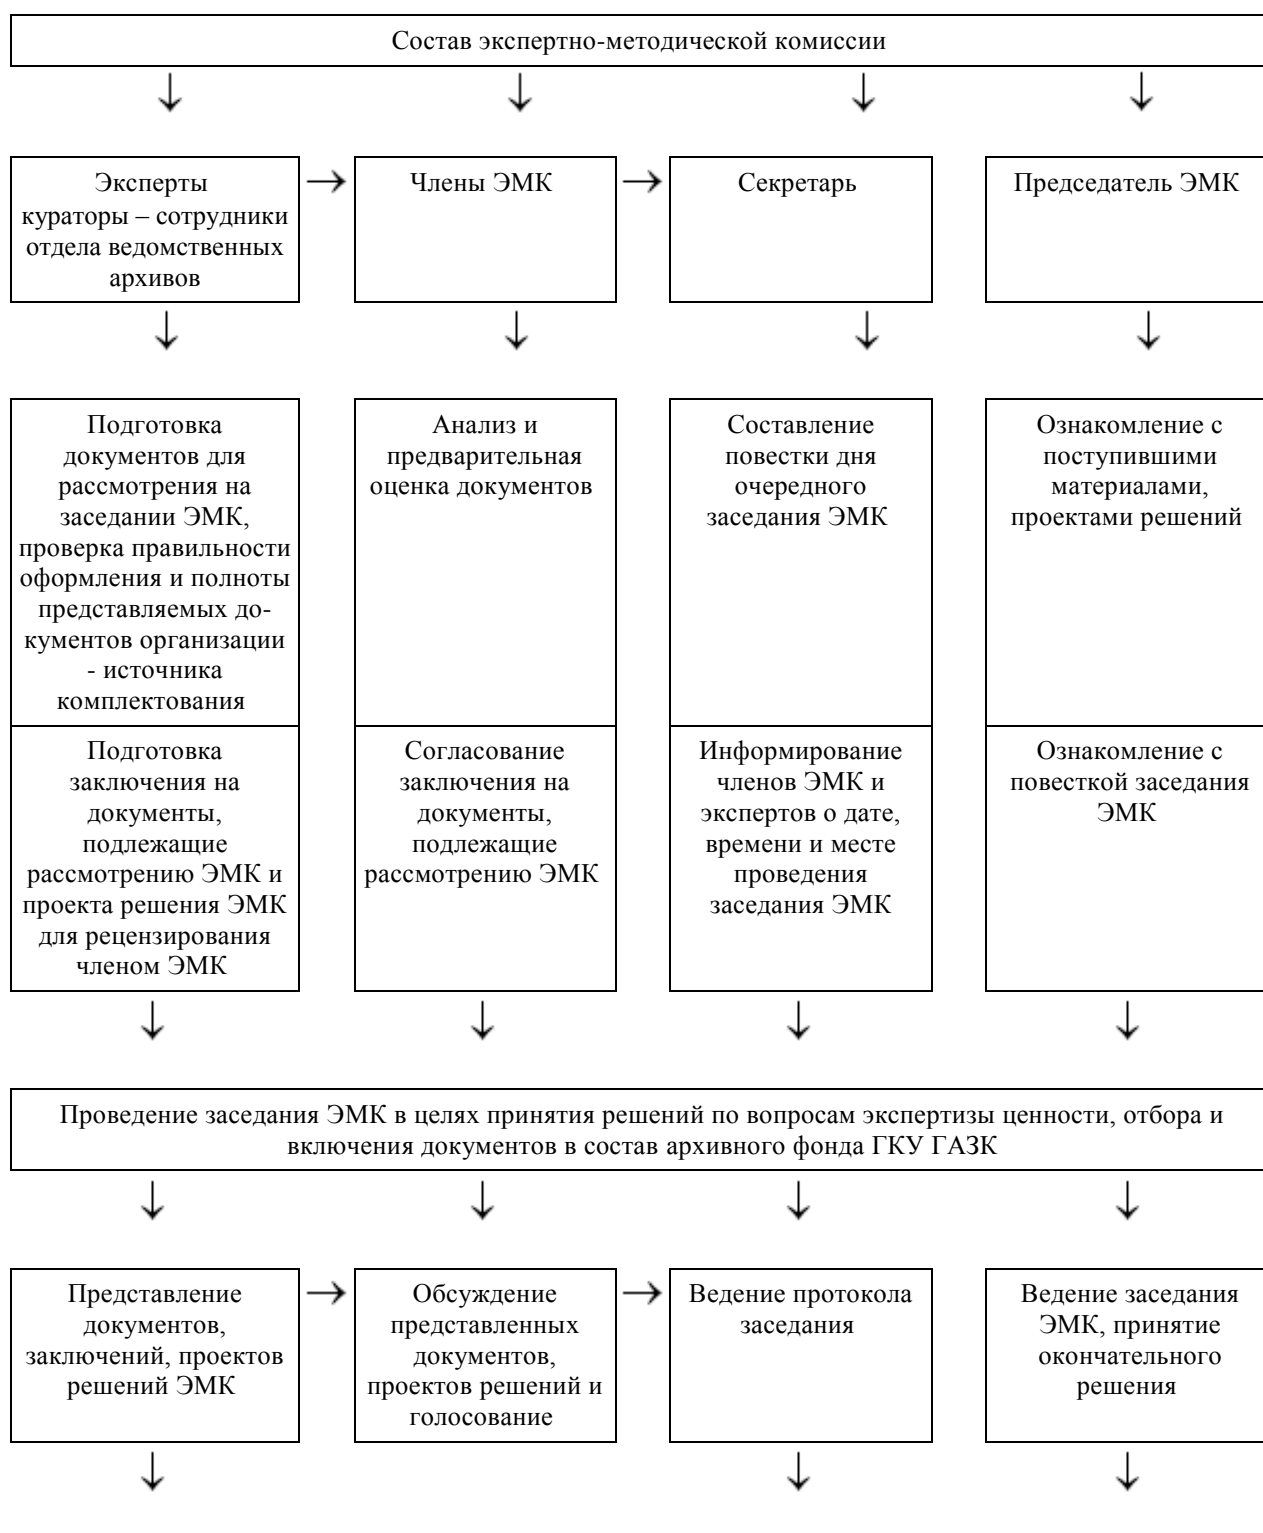 Состав экспертно-методической комиссии
Эксперты
кураторы – сотрудники
отдела ведомственных
архивов
Члены ЭМК
Секретарь
Председатель ЭМК
Подготовка
документов для
рассмотрения на
заседании ЭМК,
проверка правильности
оформления и полноты
представляемых до-
кументов организации
- источника
комплектования
Анализ и
предварительная
оценка документов
Составление
повестки дня
очередного
заседания ЭМК
Ознакомление с
поступившими
материалами,
проектами решений
Подготовка
заключения на
документы,
подлежащие
рассмотрению ЭМК и
проекта решения ЭМК
для рецензирования
членом ЭМК
Согласование
заключения на
документы,
подлежащие
рассмотрению ЭМК
Информирование
членов ЭМК и
экспертов о дате,
времени и месте
проведения
заседания ЭМК
Ознакомление с
повесткой заседания
ЭМК
Проведение заседания ЭМК в целях принятия решений по вопросам экспертизы ценности, отбора и
включения документов в состав архивного фонда ГКУ ГАЗК
Представление
документов,
заключений, проектов
решений ЭМК
Обсуждение
представленных
документов,
проектов решений и
голосование
Ведение протокола
заседания
Ведение заседания
ЭМК, принятие
окончательного
решения